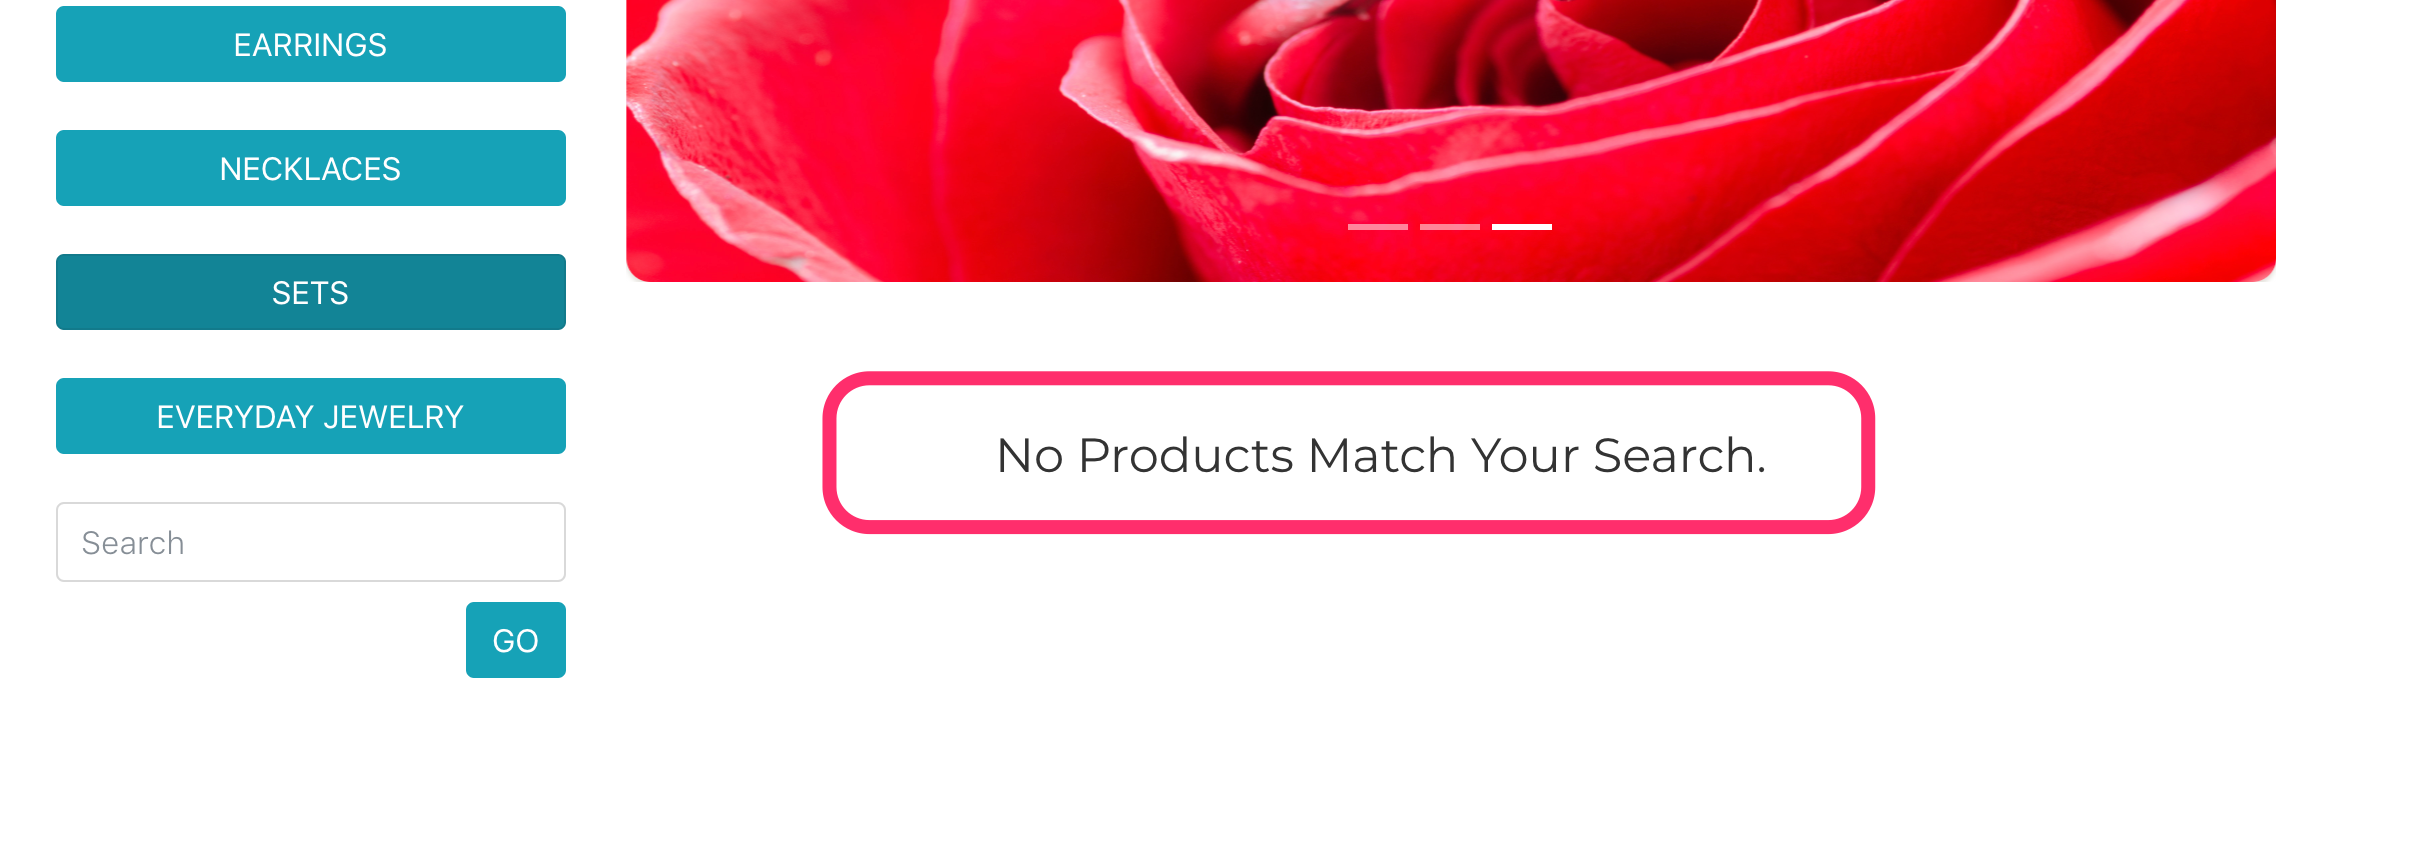 EARRINGS
NECKLACES
SETS
EVERYDAY JEWELRY
Search
GO
No Products Match Your Search.